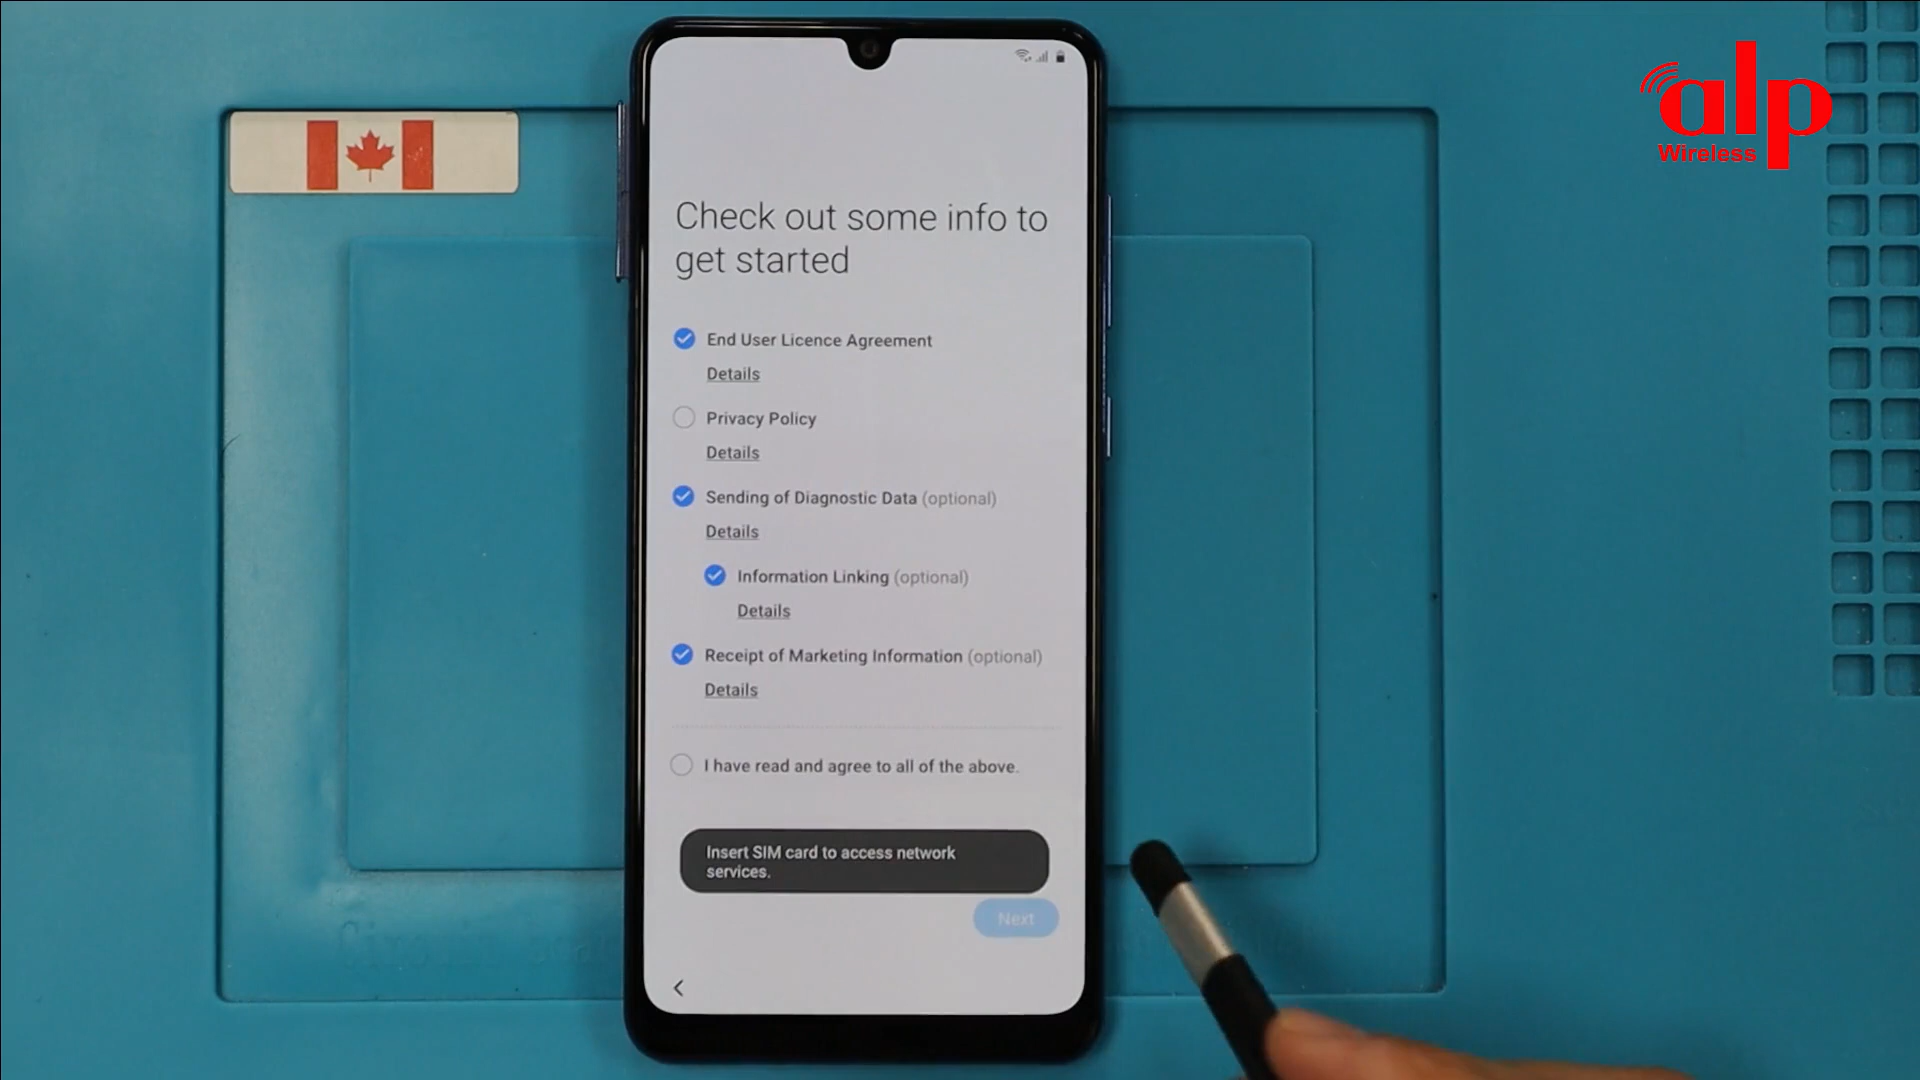 alp
Wireless
Check out some info to
get started
End User Licence Agreement
Details
Privacy Policy
Details
Sending of Diagnostic Data (optional)
Details
Information Linking (optional)
Details
Receipt of Marketing Information (optional)
Details
I have read and agree to all of the above.
Insert SIM card to access network
services.
Next